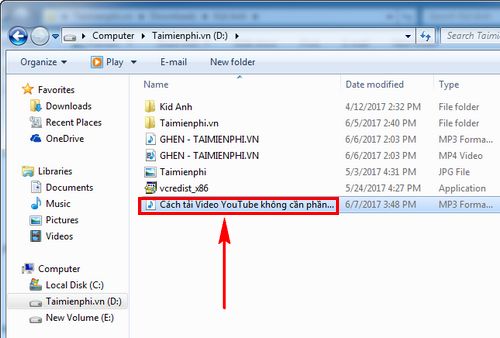 Computer ▸ Taimienphi.vn (D:) ▸
Search Taimi
Organize ▾ Play ▾ E-mail New folder
Name Date modified Type
Favorites
Downloads
Recent Places
OneDrive
Libraries
Documents
Music
Pictures
Videos
Computer
Local Disk (C:)
Taimienphi.vn (D:)
New Volume (E:)
Kid Anh 4/12/2017 2:32 PM File folder
Taimienphi.vn 6/5/2017 2:40 PM File folder
GHEN - TAIMIENPHI.VN 6/6/2017 2:03 PM MP3 Forma...
GHEN - TAIMIENPHI.VN 6/6/2017 2:03 PM MP4 Video
Taimienphi 5/3/2017 4:31 PM JPG File
vcredist_x86 5/24/2017 4:27 PM Application
Cách tải Video YouTube không cần phần... 6/7/2017 3:48 PM MP3 Forma...